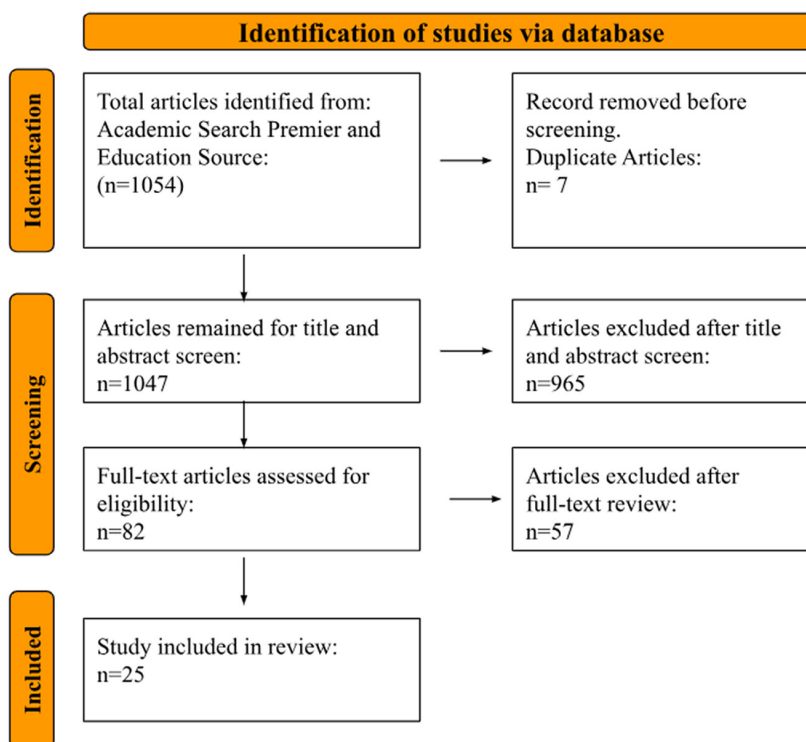 Identification of studies via database
Identification
Total articles identified from:
Academic Search Premier and
Education Source:
(n=1054)
Record removed before
screening.
Duplicate Articles:
n= 7
Screening
Articles remained for title and
abstract screen:
n=1047
Articles excluded after title
and abstract screen:
n=965
Full-text articles assessed for
eligibility:
n=82
Articles excluded after
full-text review:
n=57
Included
Study included in review:
n=25